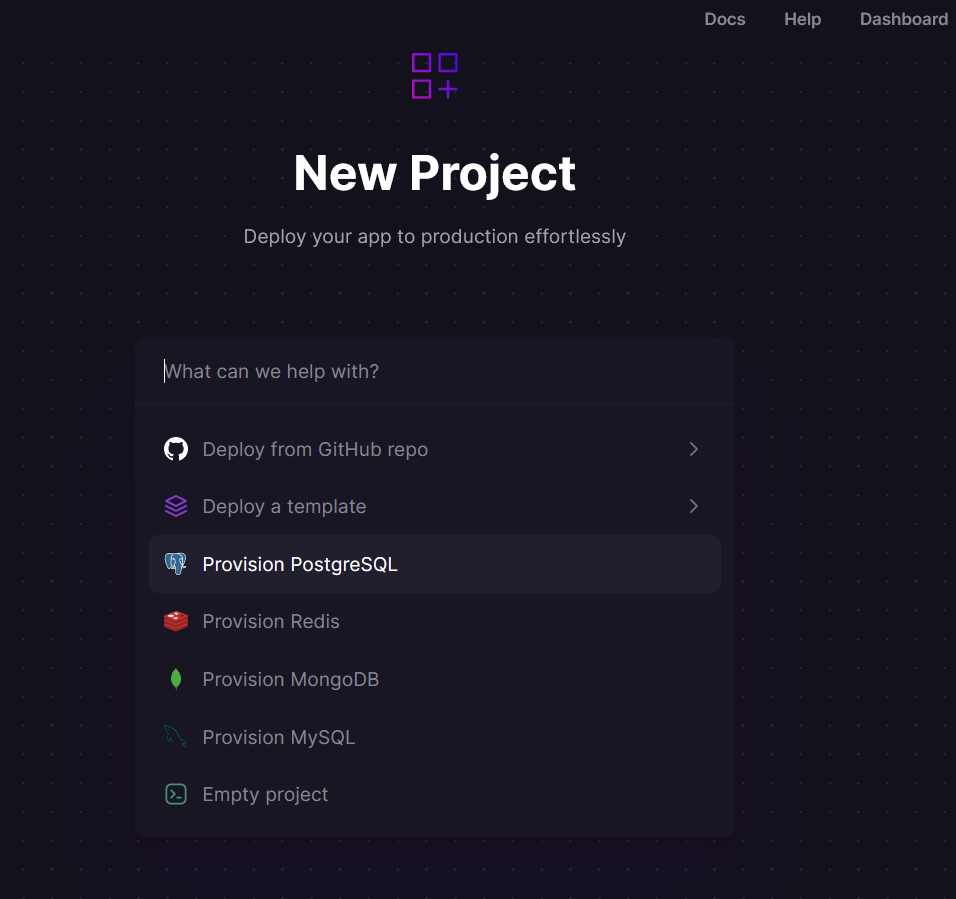 Docs Help Dashboard
New Project
Deploy your app to production effortlessly
What can we help with?
Deploy from GitHub repo
Deploy a template
Provision PostgreSQL
Provision Redis
Provision MongoDB
Provision MySQL
Empty project